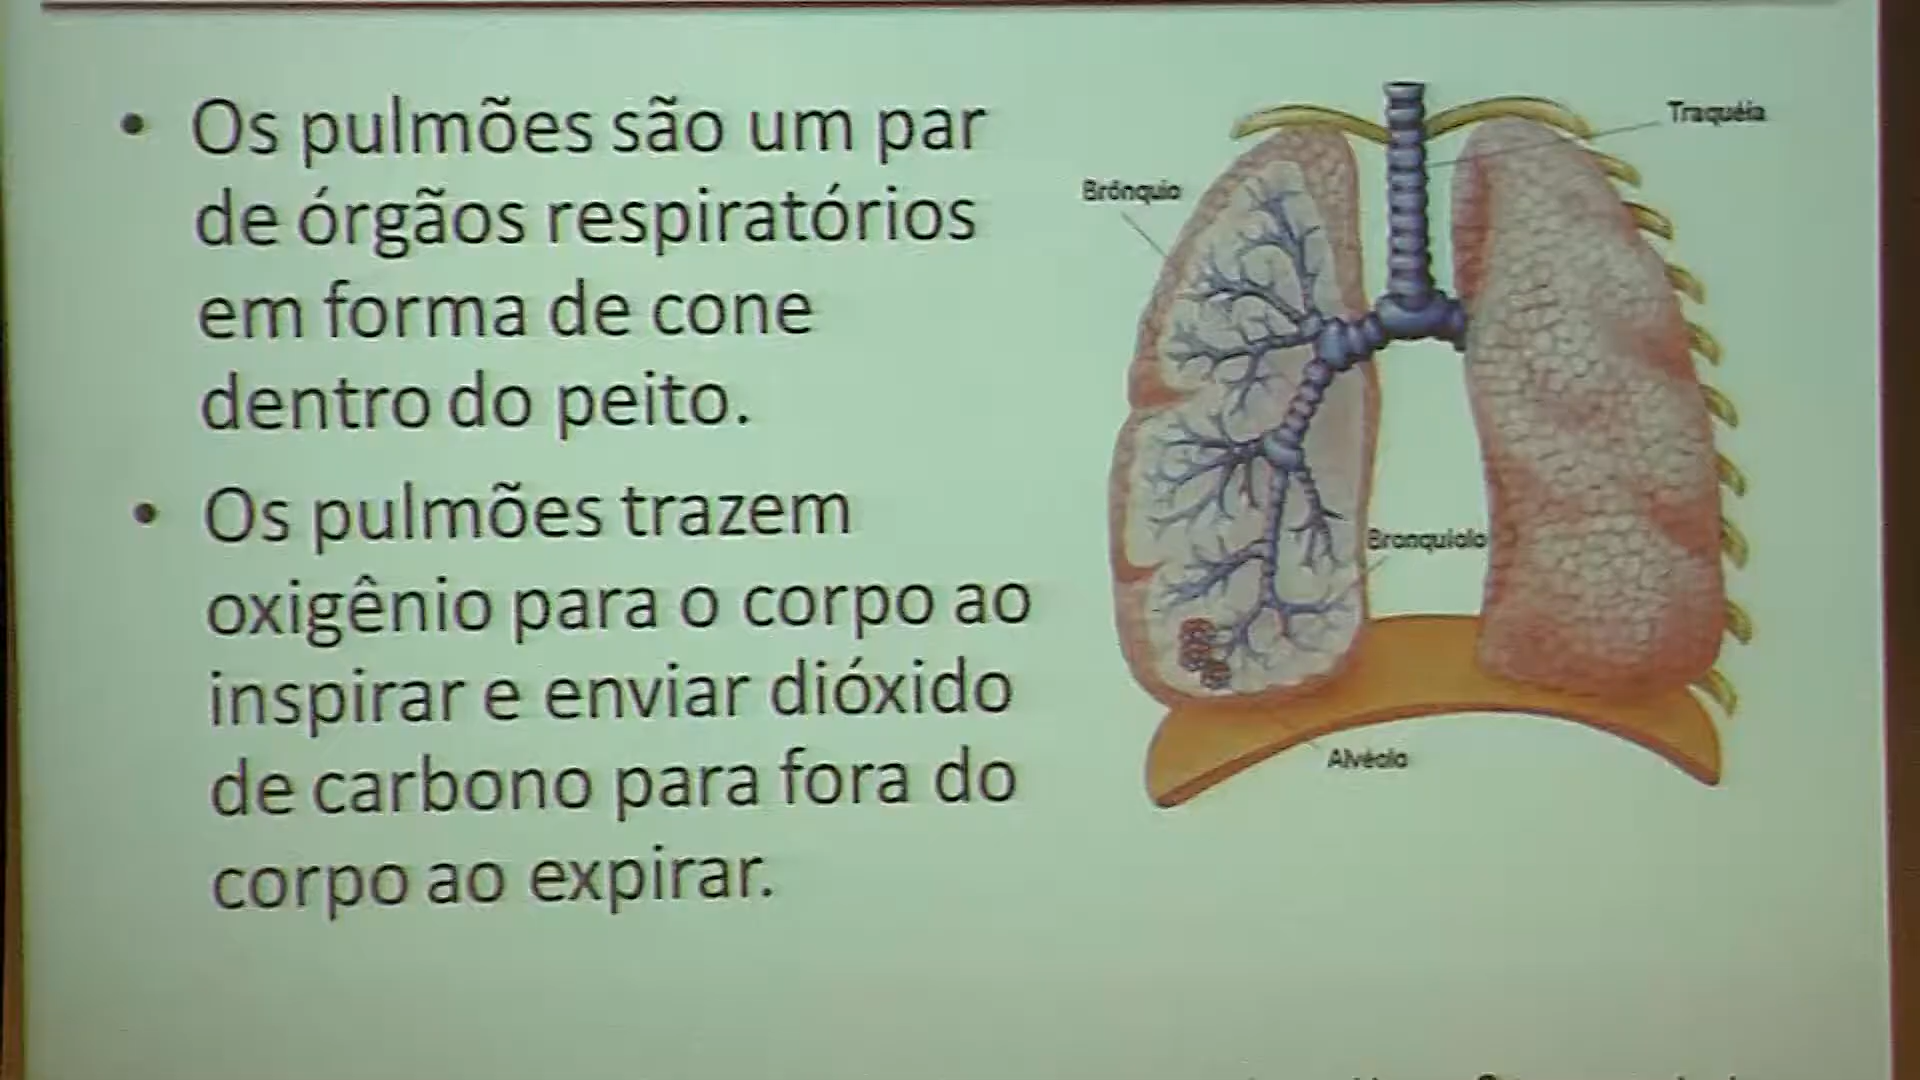 • Os pulmões são um par
de órgãos respiratórios
em forma de cone
dentro do peito.
• Os pulmões trazem
oxigênio para o corpo ao
inspirar e enviar dióxido
de carbono para fora do
corpo ao expirar.
Traquéia
Brônquio
Bronquíolo
Alvéolo